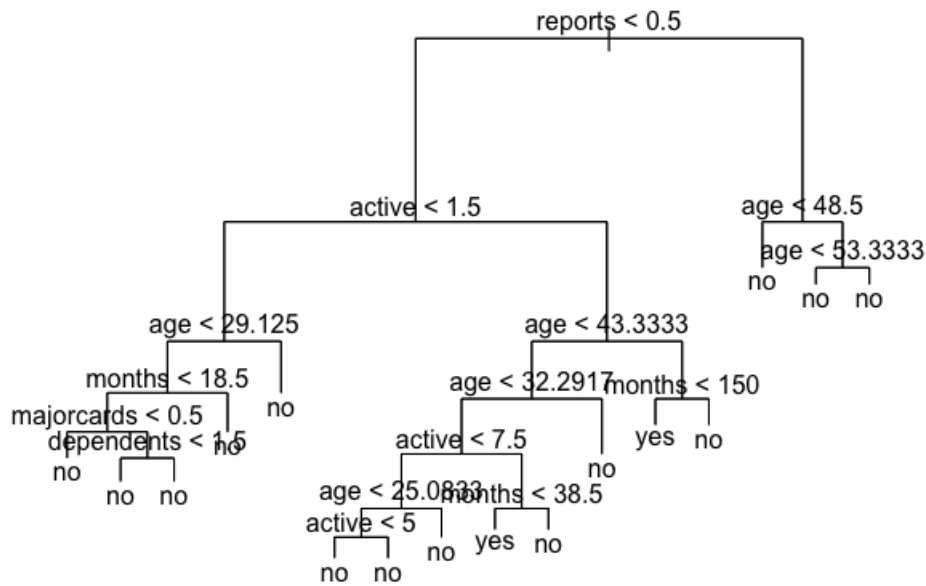 reports < 0.5
active < 1.5
age < 48.5
age < 53.3333
no
no
no
age < 29.125
age < 43.3333
months < 18.5
no
age < 32.2917
months < 150
majorcards < 0.5
dependents < 1.5
no
no
no
no
active < 7.5
no
yes
no
age < 25.0833
months < 38.5
active < 5
no
yes
no
no
no